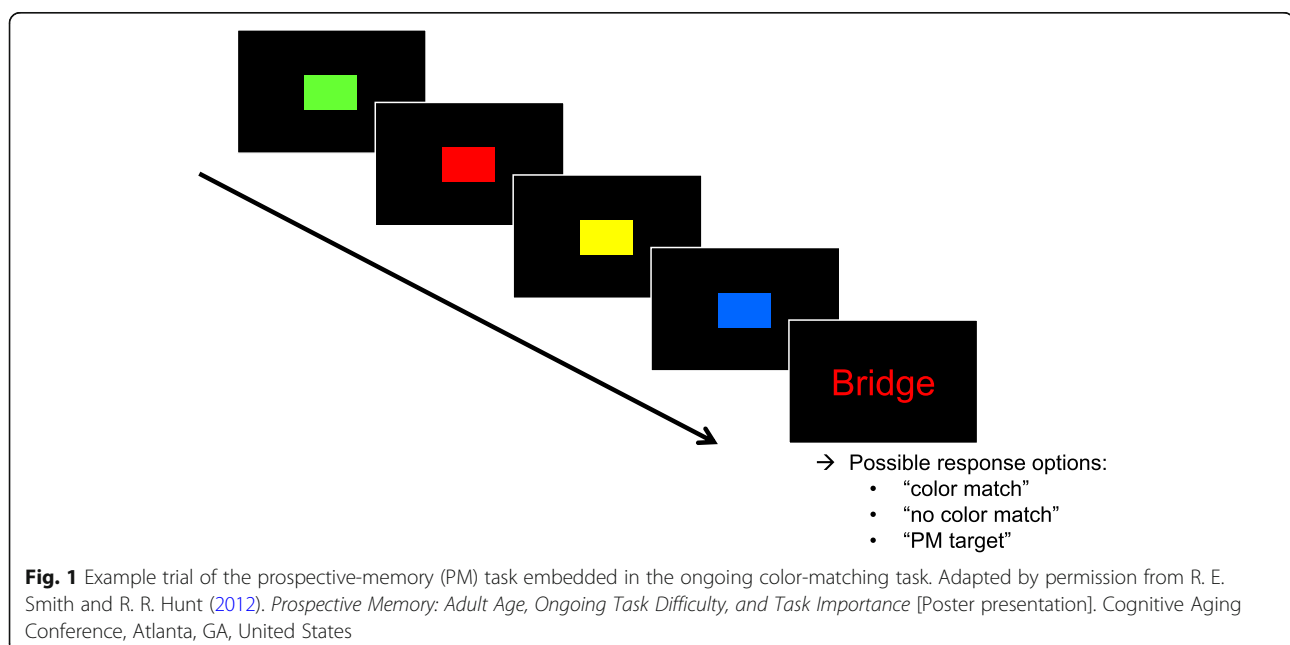 Bridge
→ Possible response options:
• “color match”
• “no color match”
• “PM target”
Fig. 1 Example trial of the prospective-memory (PM) task embedded in the ongoing color-matching task. Adapted by permission from R. E.
Smith and R. R. Hunt (2012). Prospective Memory: Adult Age, Ongoing Task Difficulty, and Task Importance [Poster presentation]. Cognitive Aging
Conference, Atlanta, GA, United States